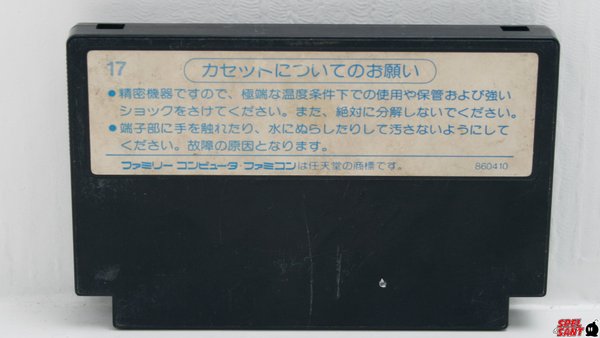 17
カセットについてのお願い
●精密機器ですので、極端な温度条件下での使用や保管および強い
ショックをさけてください。また、絶対に分解しないでください。
●端子部に手を触れたり、水にぬらしたりして汚さないようにして
ください。故障の原因となります。
ファミリーコンピュータ ファミコンは任天堂の商標です。 860410
SPEL
SANT